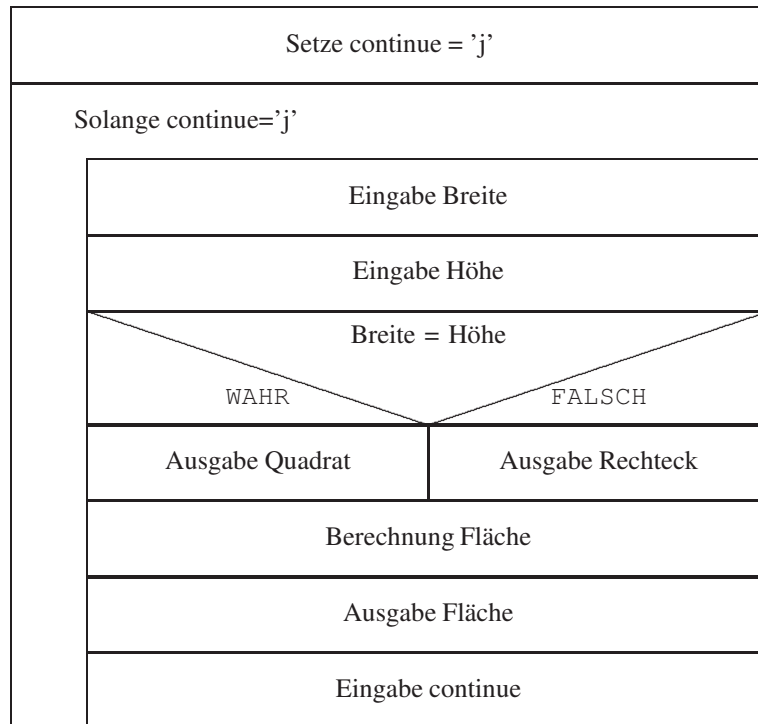 Setze continue = ’j’
Solange continue=’j’
Eingabe Breite
Eingabe Höhe
Breite = Höhe
WAHR FALSCH
Ausgabe Quadrat Ausgabe Rechteck
Berechnung Fläche
Ausgabe Fläche
Eingabe continue